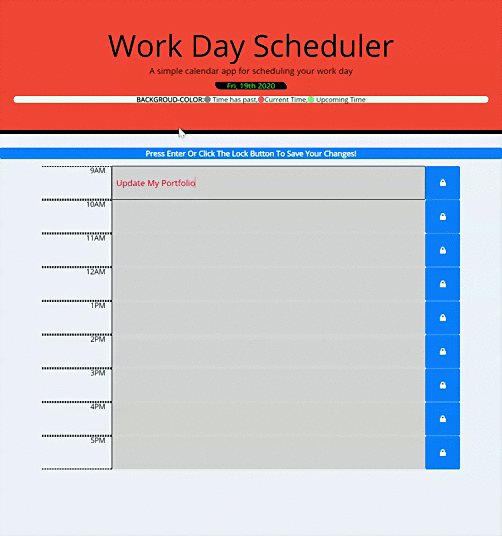 Work Day Scheduler
A simple calendar app for scheduling your work day
Fri, 19th 2020
BACKGROUD-COLOR: Time has past, Current Time, Upcoming Time
Press Enter Or Click The Lock Button To Save Your Changes!
9AM
Update My Portfolio
10AM
11AM
12AM
1PM
2PM
3PM
4PM
5PM